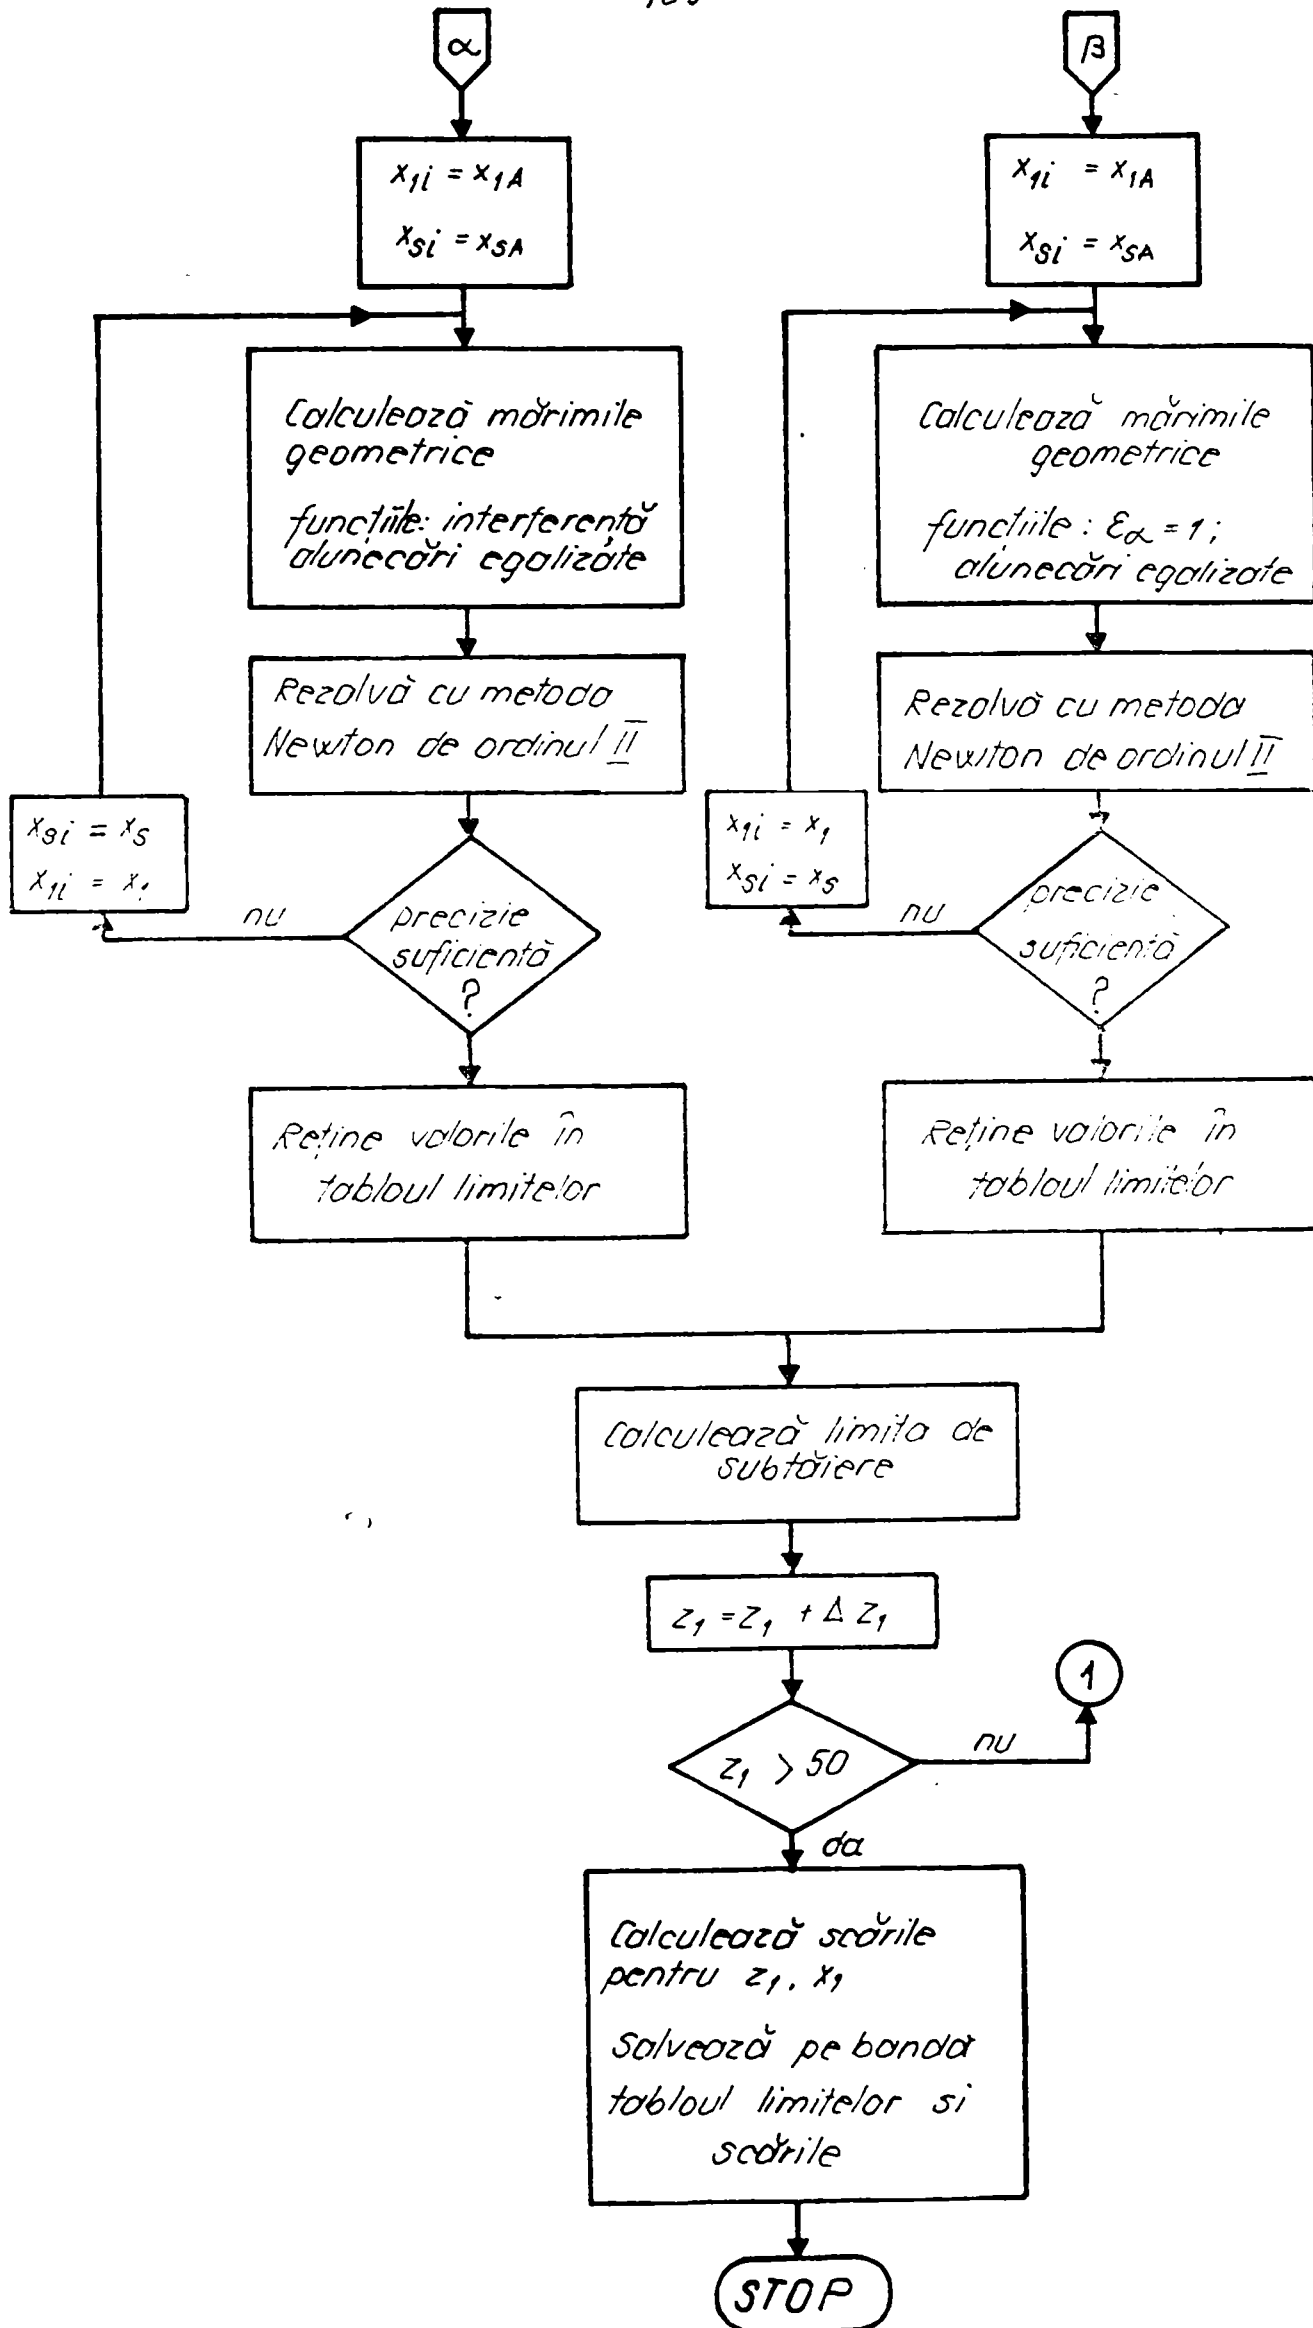 α
x₁ᵢ = x₁A
xSi = xSA
Calculează mărimile
geometrice
funcțiile: interferență
alunecări egalizate
Rezolvă cu metoda
Newton de ordinul II
xSi = xS
x₁ᵢ = x₁
nu
precizie
suficientă
?
Reține valorile în
tabloul limitelor
β
x₁ᵢ = x₁A
xSi = xSA
Calculează mărimile
geometrice
funcțiile: εα = 1;
alunecări egalizate
Rezolvă cu metoda
Newton de ordinul II
x₁ᵢ = x₁
xSi = xS
nu
precizie
suficientă
?
Reține valorile în
tabloul limitelor
Calculează limita de
subtăiere
z₁ = z₁ + Δ z₁
1
z₁ > 50
nu
da
Calculează scările
pentru z₁, x₁
Salvează pe banda
tabloul limitelor si
scările
STOP